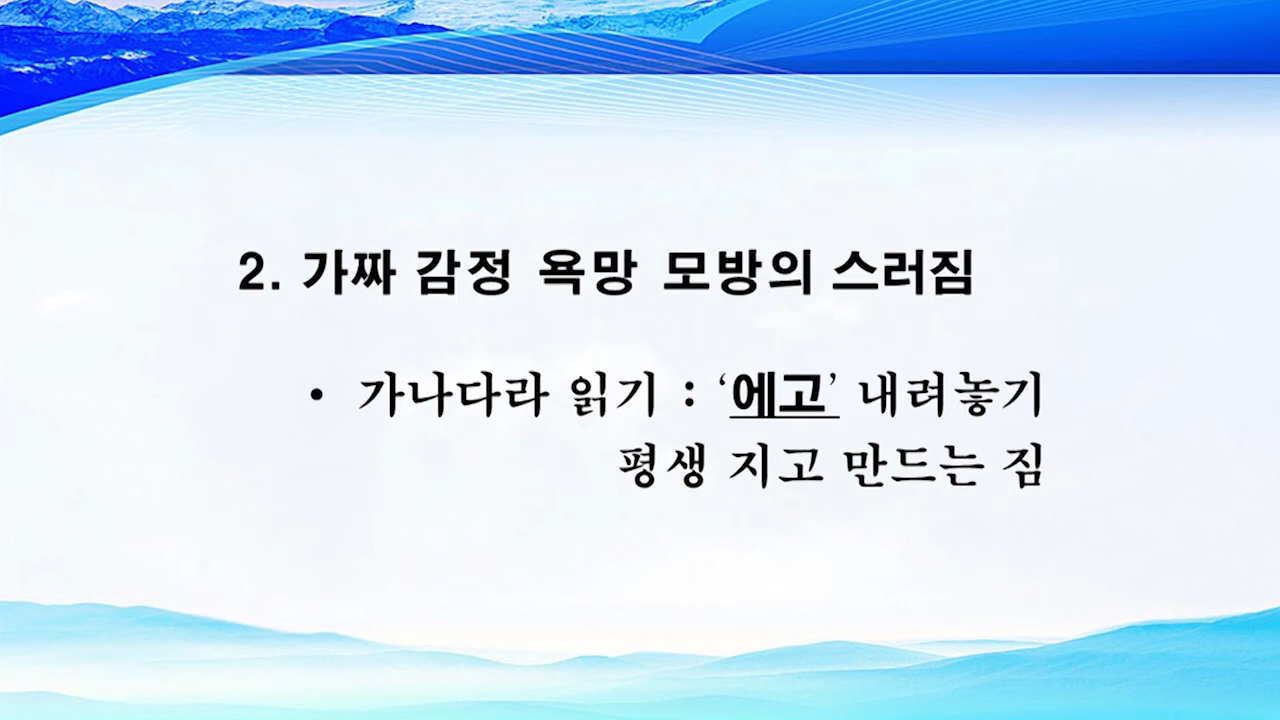 2. 가짜 감정 욕망 모방의 스러짐
• 가나다라 읽기 : ‘에고’ 내려놓기
평생 지고 만드는 짐